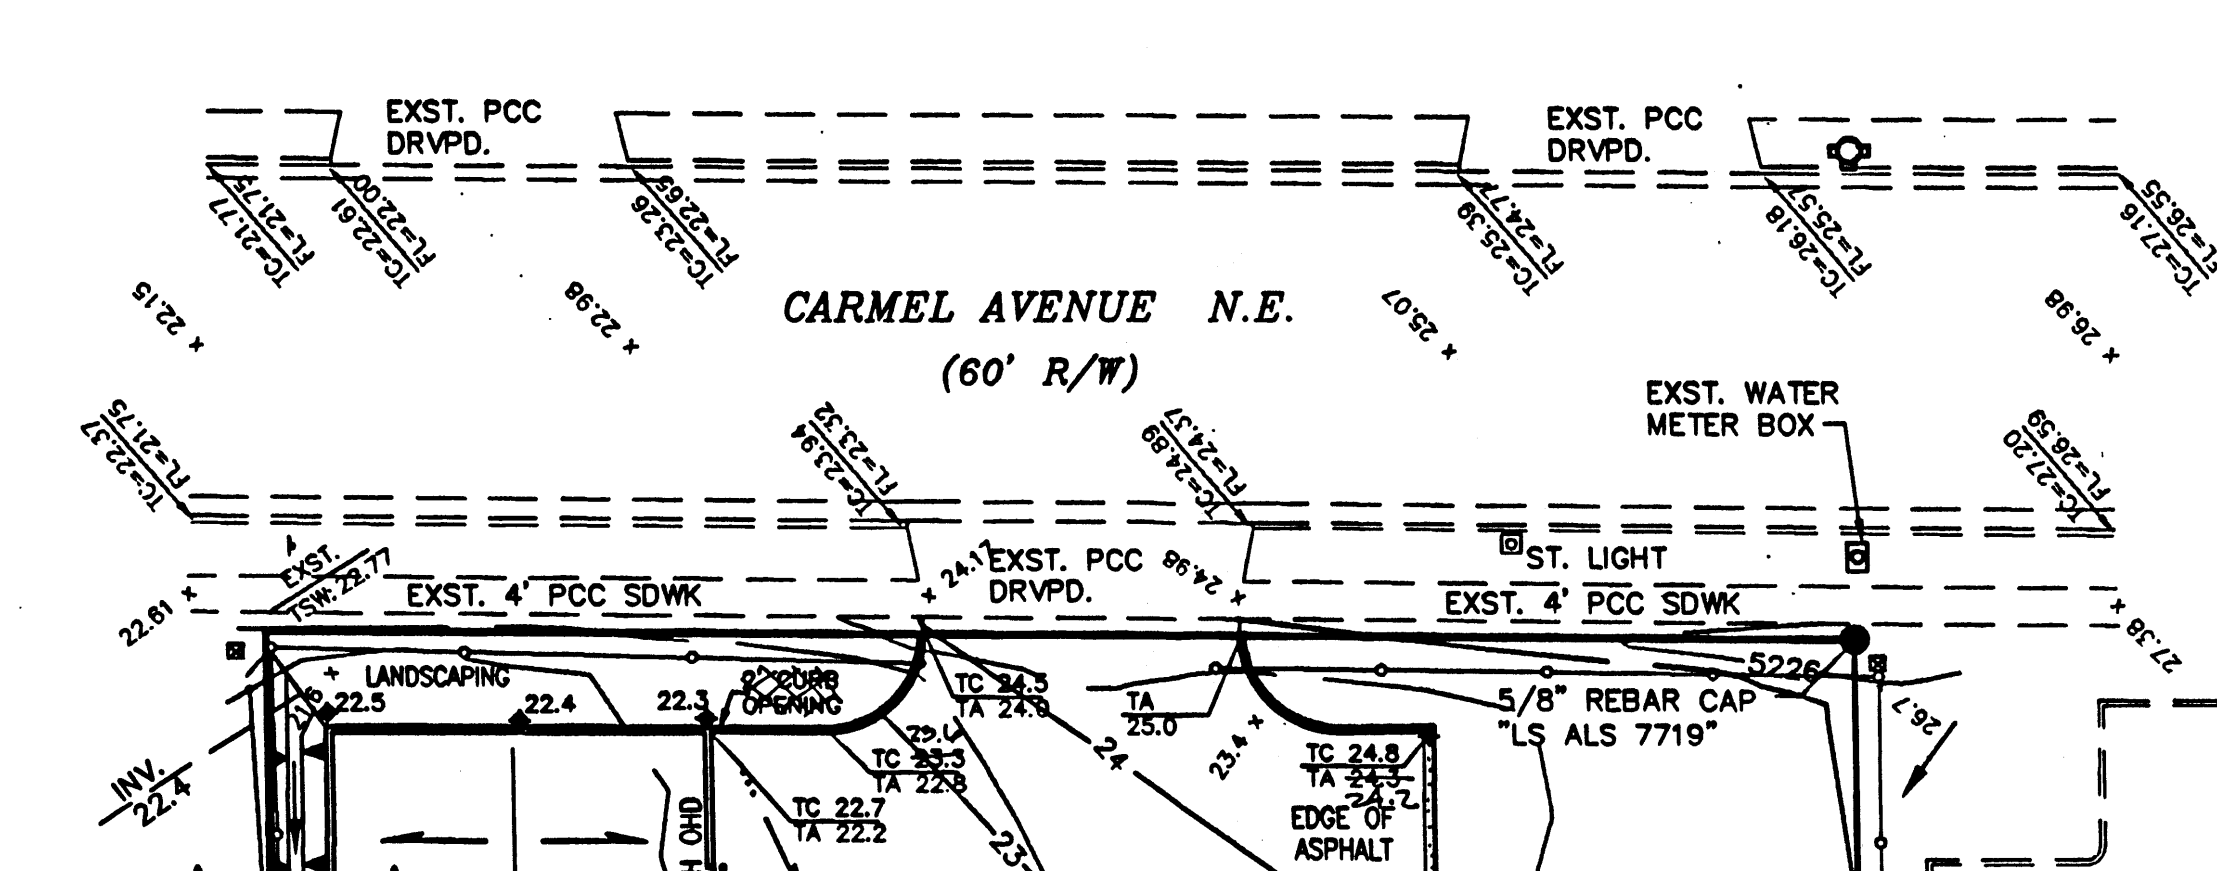 EXST. PCC
DRVPD.
EXST. PCC
DRVPD.
TC=21.77
FL=21.75
TC=22.61
FL=22.00
TC=23.26
FL=22.65
TC=25.39
FL=24.77
TC=26.18
FL=25.57
TC=27.16
FL=26.55
22.15
22.98
CARMEL AVENUE N.E.
(60' R/W)
25.07
26.98
EXST. WATER
METER BOX
TC=22.37
FL=21.75
TC=23.94
FL=23.32
TC=24.89
FL=24.37
TC=27.20
FL=26.59
EXST.
TSW: 22.77
22.61
EXST. 4' PCC SDWK
24.17
EXST. PCC
DRVPD.
24.98
ST. LIGHT
EXST. 4' PCC SDWK
27.38
LANDSCAPING
21.6
22.5
22.4
22.3
OPENING
TC 24.5
TA 24.0
TA
25.0
5226
5/8" REBAR CAP
"LS ALS 7719"
26.7
23.3
TC
TA 22.8
24
23.4
TC 24.8
TA 24.3
24.2
INV.
22.4
TC 22.7
TA 22.2
EDGE OF
ASPHALT
OHD
23